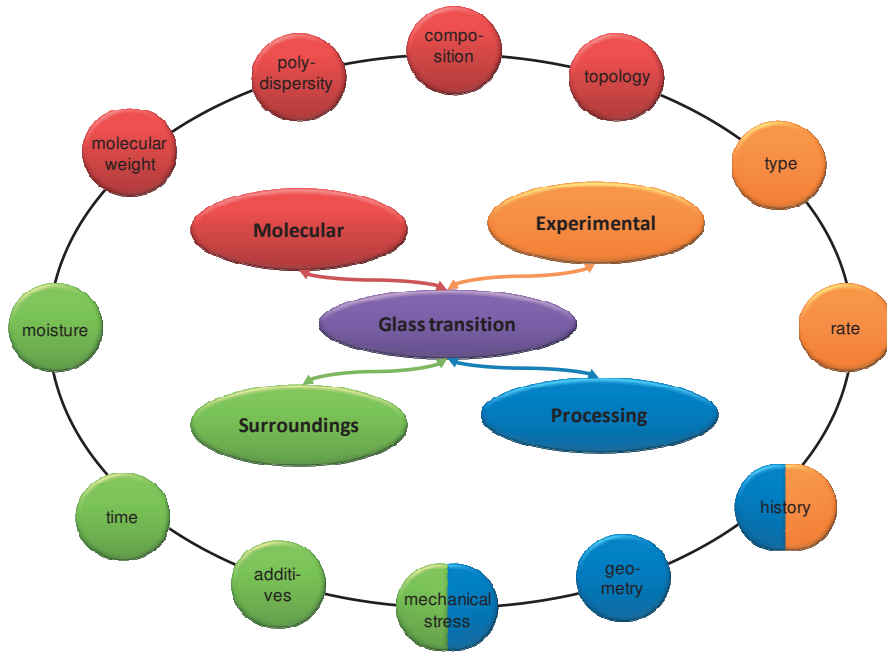 compo-
sition
poly-
dispersity
topology
molecular
weight
type
Molecular
Experimental
moisture
Glass transition
rate
Surroundings
Processing
history
time
additi-
ves
mechanical
stress
geo-
metry